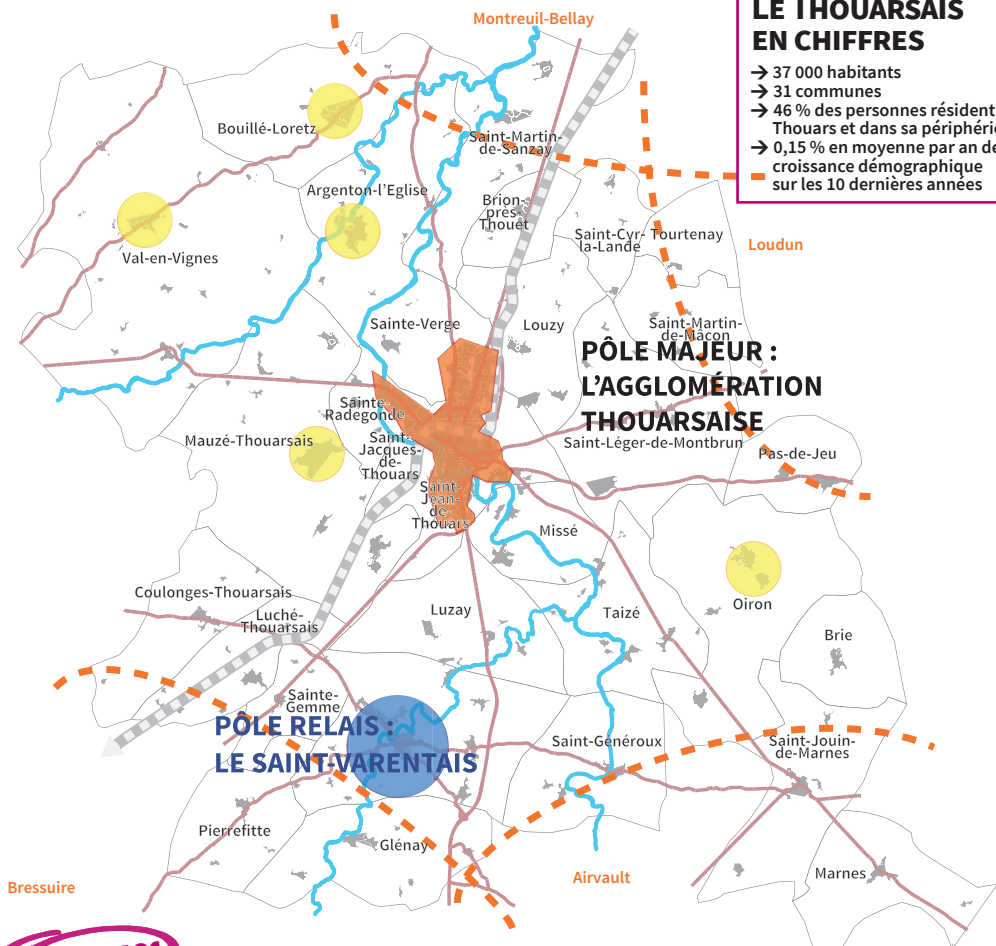 Montreuil-Bellay
LE THOUARSAIS
EN CHIFFRES
→ 37 000 habitants
→ 31 communes
→ 46 % des personnes résident
Thouars et dans sa périphéri
→ 0,15 % en moyenne par an de
croissance démographique
sur les 10 dernières années
Bouillé-Loretz
Saint-Martin-
de-Sanzay
Argenton-l'Eglise
Brion-
près-
Thouet
Saint-Cyr-
la-Lande
Tourtenay
Loudun
Val-en-Vignes
Sainte-Verge
Louzy
Saint-Martin-
de-Mâcon
PÔLE MAJEUR :
L'AGGLOMÉRATION
THOUARSAISE
Sainte-
Radegonde
Mauzé-Thouarsais
Saint-
Jacques-
de-
Thouars
Saint-Léger-de-Montbrun
Pas-de-Jeu
Saint-
Jean-
de-
Thouars
Missé
Oiron
Coulonges-Thouarsais
Luché-
Thouarsais
Luzay
Taizé
Brie
Sainte-
Gemme
PÔLE RELAIS :
LE SAINT-VARENTAIS
Saint-Généroux
Saint-Jouin-
de-Marnes
Pierrefitte
Glénay
Airvault
Marnes
Bressuire